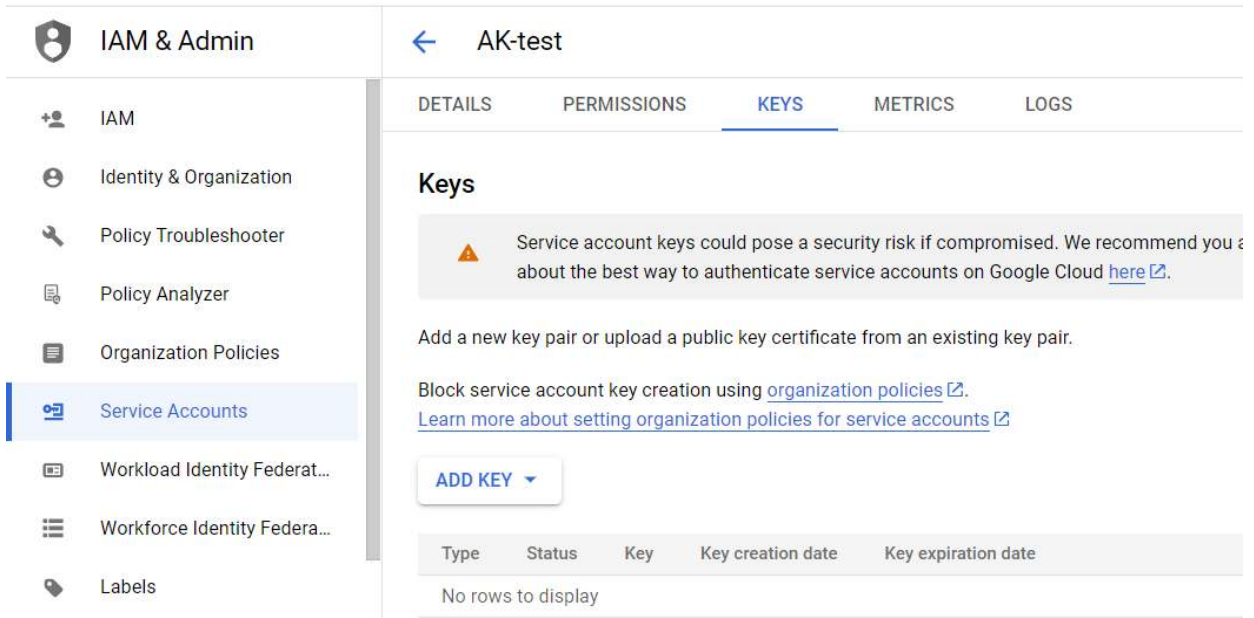 IAM & Admin
AK-test
IAM
Identity & Organization
Policy Troubleshooter
Policy Analyzer
Organization Policies
Service Accounts
Workload Identity Federat...
Workforce Identity Federa...
Labels
DETAILS PERMISSIONS KEYS METRICS LOGS
Keys
Service account keys could pose a security risk if compromised. We recommend you a
about the best way to authenticate service accounts on Google Cloud here.
Add a new key pair or upload a public key certificate from an existing key pair.
Block service account key creation using organization policies.
Learn more about setting organization policies for service accounts
ADD KEY
Type Status Key Key creation date Key expiration date
No rows to display